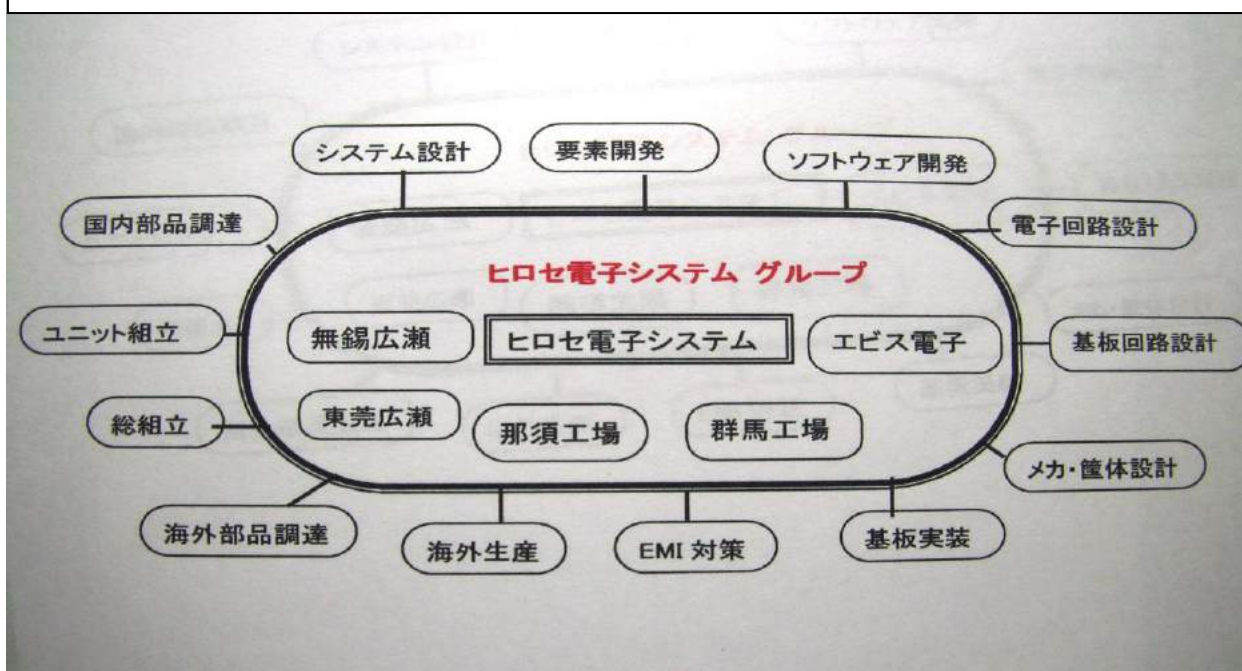 システム設計
要素開発
ソフトウェア開発
国内部品調達
電子回路設計
ヒロセ電子システム グループ
ユニット組立
無錫広瀬
ヒロセ電子システム
エビス電子
基板回路設計
総組立
東莞広瀬
那須工場
群馬工場
メカ・筐体設計
海外部品調達
海外生産
EMI 対策
基板実装